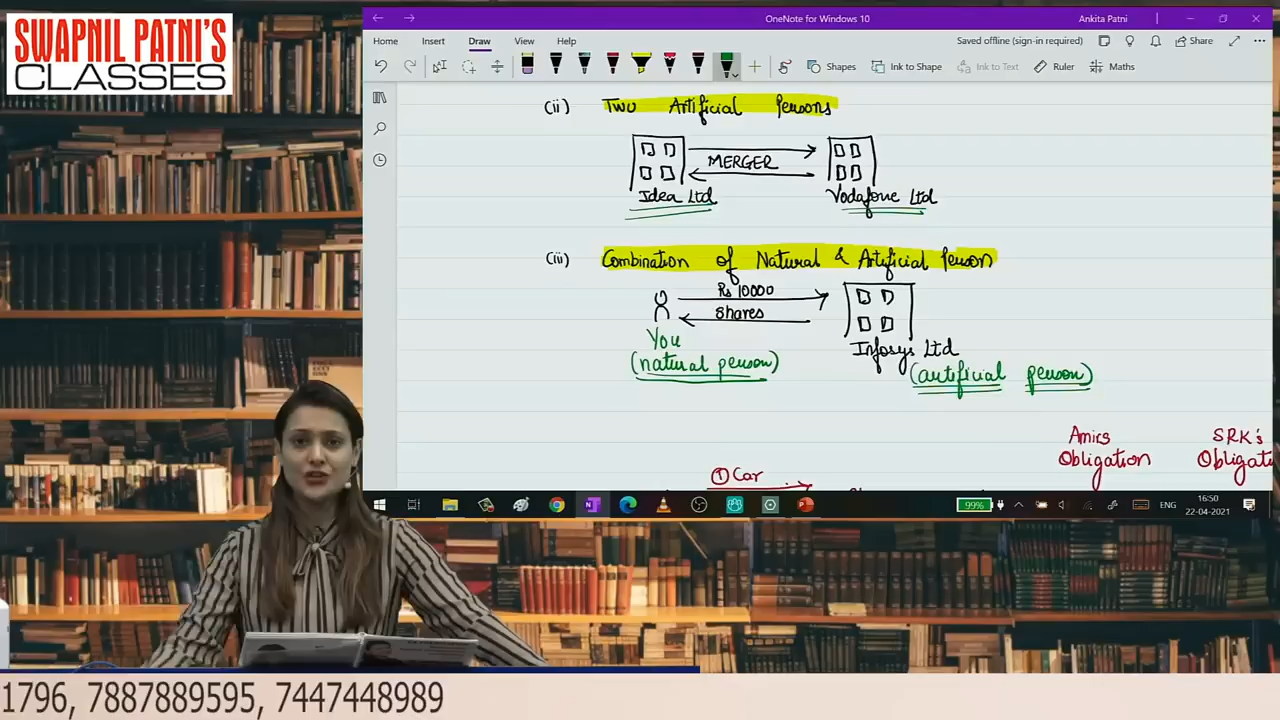 SWAPNIL PATNI'S
CLASSES
OneNote for Windows 10
Ankita Patni
Home Insert Draw View Help
Saved offline (sign-in required) Share
Shapes Ink to Shape Ink to Text Ruler Maths
(ii) Two Artificial Persons
MERGER
Idea Ltd Vodafone Ltd
(iii) Combination of Natural & Artificial Person
Rs 10000
Shares
You Infosys Ltd
(natural person) (artificial person)
Amirs SRK's
Obligation Obligati
① Car
99% ENG 16:50
22-04-2021
1796, 7887889595, 7447448989